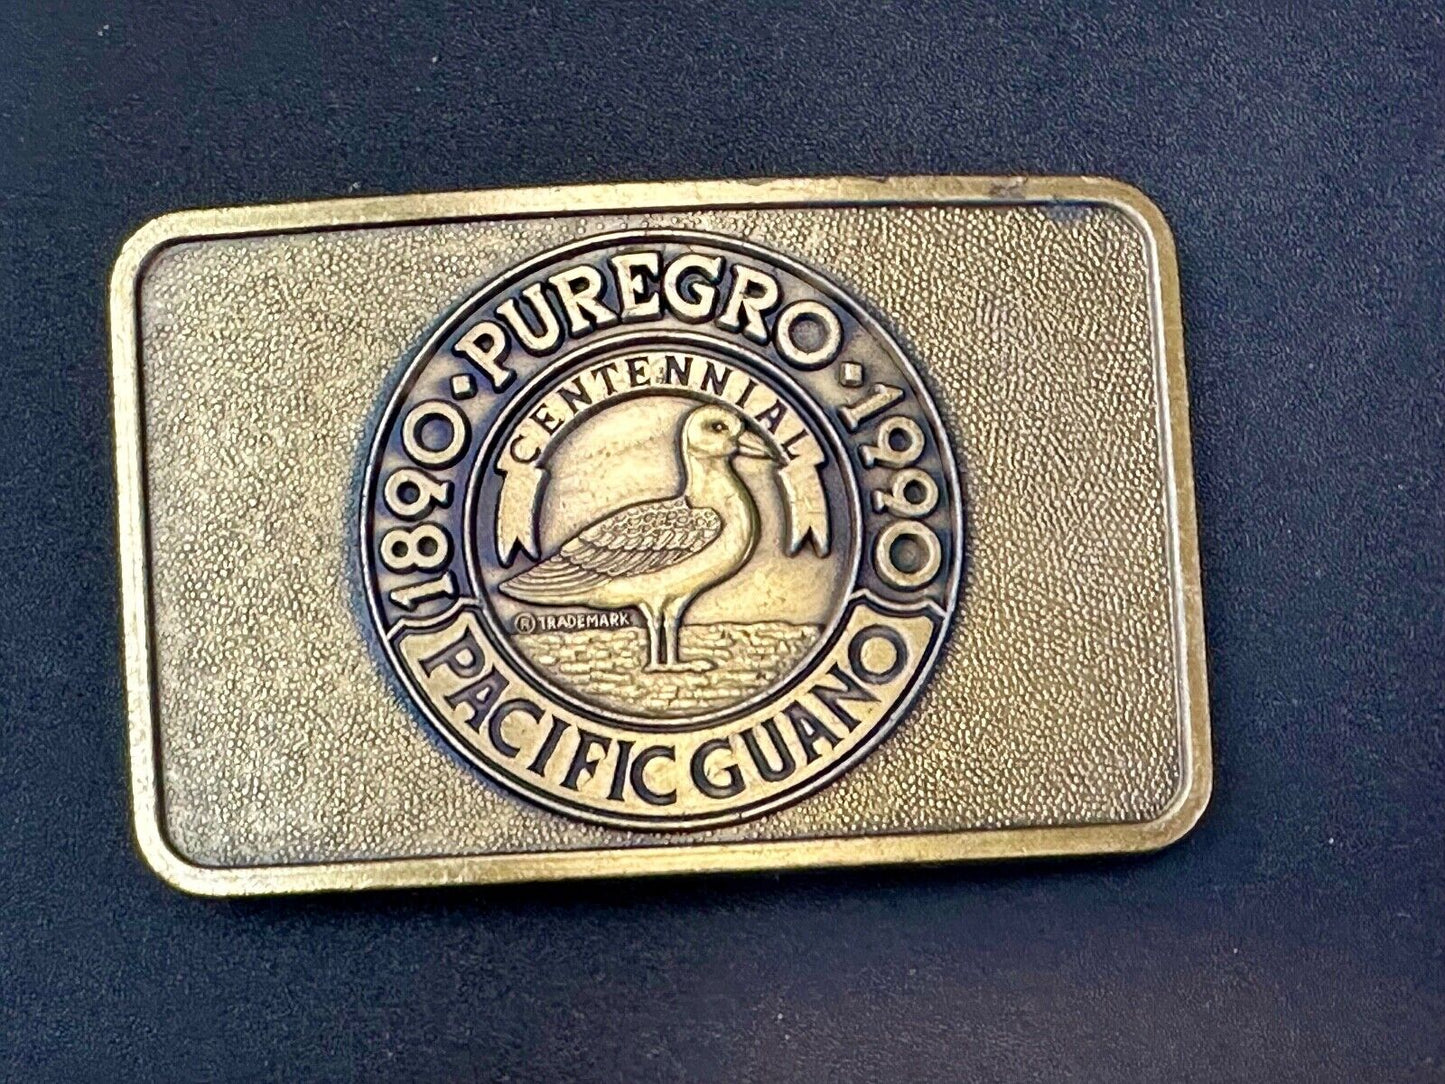 1890 • PUREGRO • 1990
CENTENNIAL
® TRADEMARK
PACIFIC GUANO